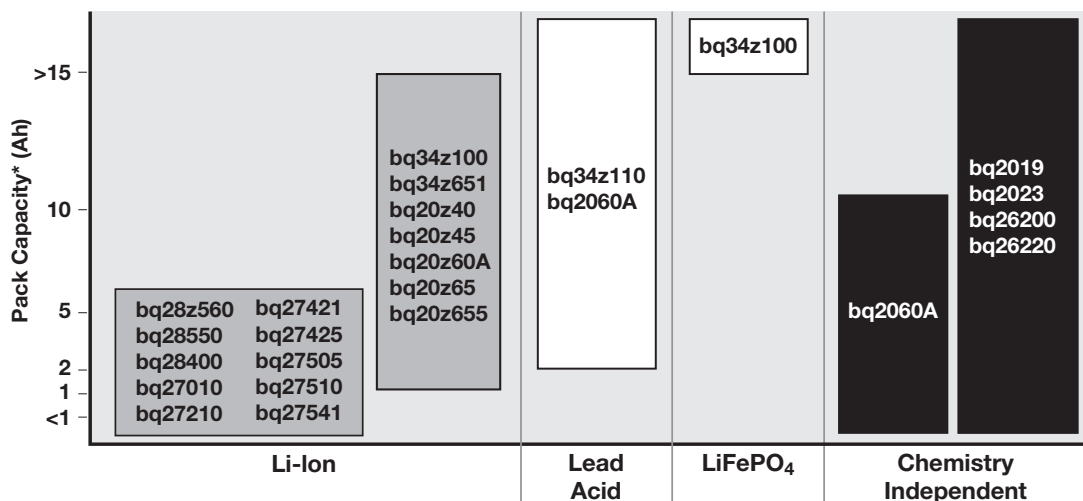 Pack Capacity* (Ah)
>15
10
5
2
1
<1
bq28z560
bq28550
bq28400
bq27010
bq27210
bq27421
bq27425
bq27505
bq27510
bq27541
bq34z100
bq34z651
bq20z40
bq20z45
bq20z60A
bq20z65
bq20z655
bq34z110
bq2060A
bq34z100
bq2060A
bq2019
bq2023
bq26200
bq26220
Li-Ion
Lead
Acid
LiFePO₄
Chemistry
Independent